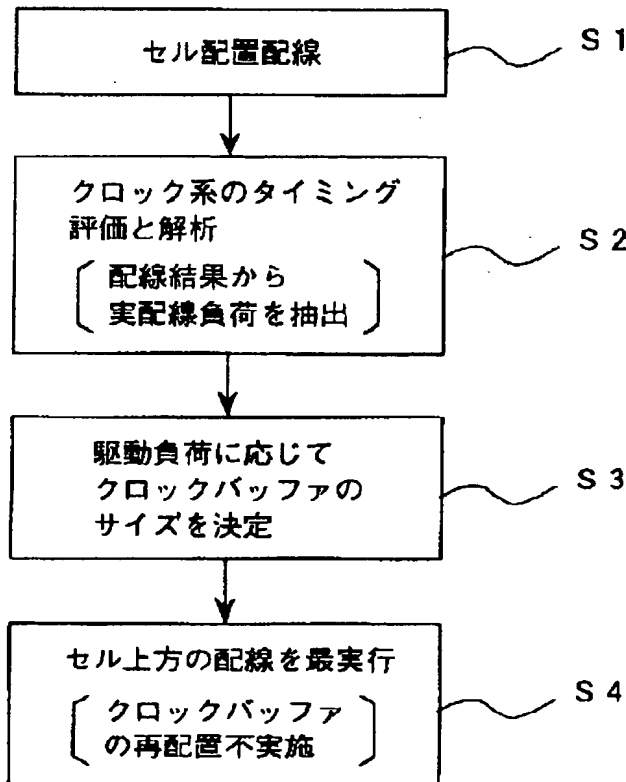 セル配置配線
S1
クロック系のタイミング
評価と解析
配線結果から
実配線負荷を抽出
S2
駆動負荷に応じて
クロックバッファの
サイズを決定
S3
セル上方の配線を最実行
クロックバッファ
の再配置不実施
S4